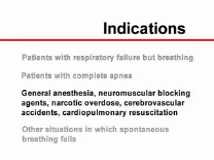 Indications
Patients with respiratory failure but breathing
Patients with complete apnea
General anesthesia, neuromuscular blocking
agents, narcotic overdose, cerebrovascular
accidents, cardiopulmonary resuscitation
Other situations in which spontaneous
breathing fails